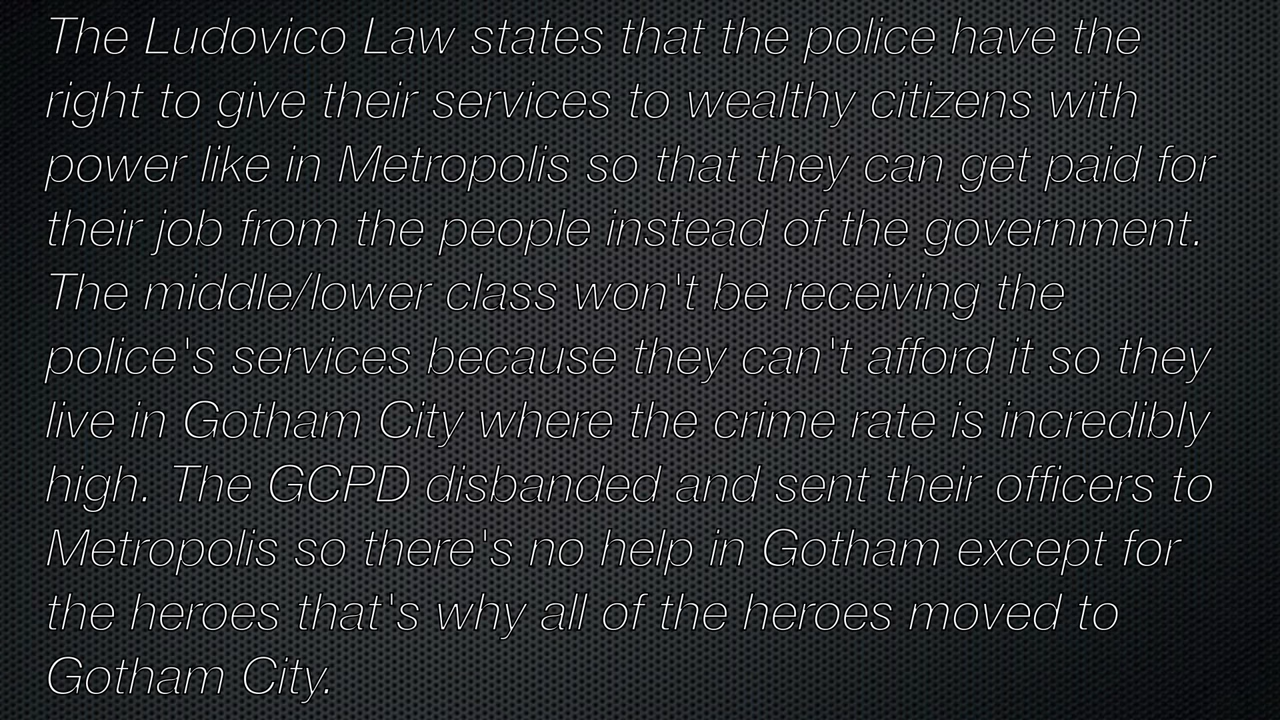 The Ludovico Law states that the police have the
right to give their services to wealthy citizens with
power like in Metropolis so that they can get paid for
their job from the people instead of the government.
The middle/lower class won't be receiving the
police's services because they can't afford it so they
live in Gotham City where the crime rate is incredibly
high. The GCPD disbanded and sent their officers to
Metropolis so there's no help in Gotham except for
the heroes that's why all of the heroes moved to
Gotham City.